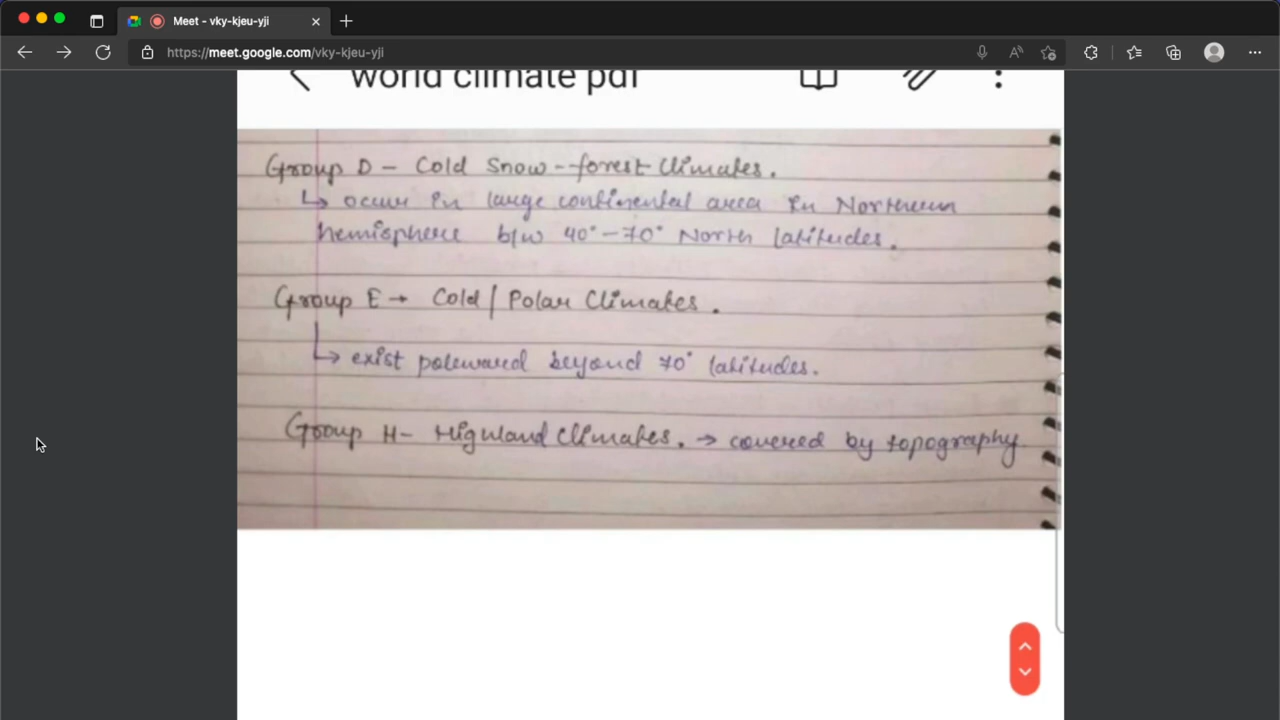 Meet - vky-kjeu-yji
https://meet.google.com/vky-kjeu-yji
world climate pdf
Group D - Cold Snow-forest Climates.
↳ occur in large continental area in Northern
hemisphere b/w 40°-70° North latitudes.
Group E → Cold/Polar Climates.
↳ exist poleward beyond 70° latitudes.
Group H- Highland Climates. → covered by topography